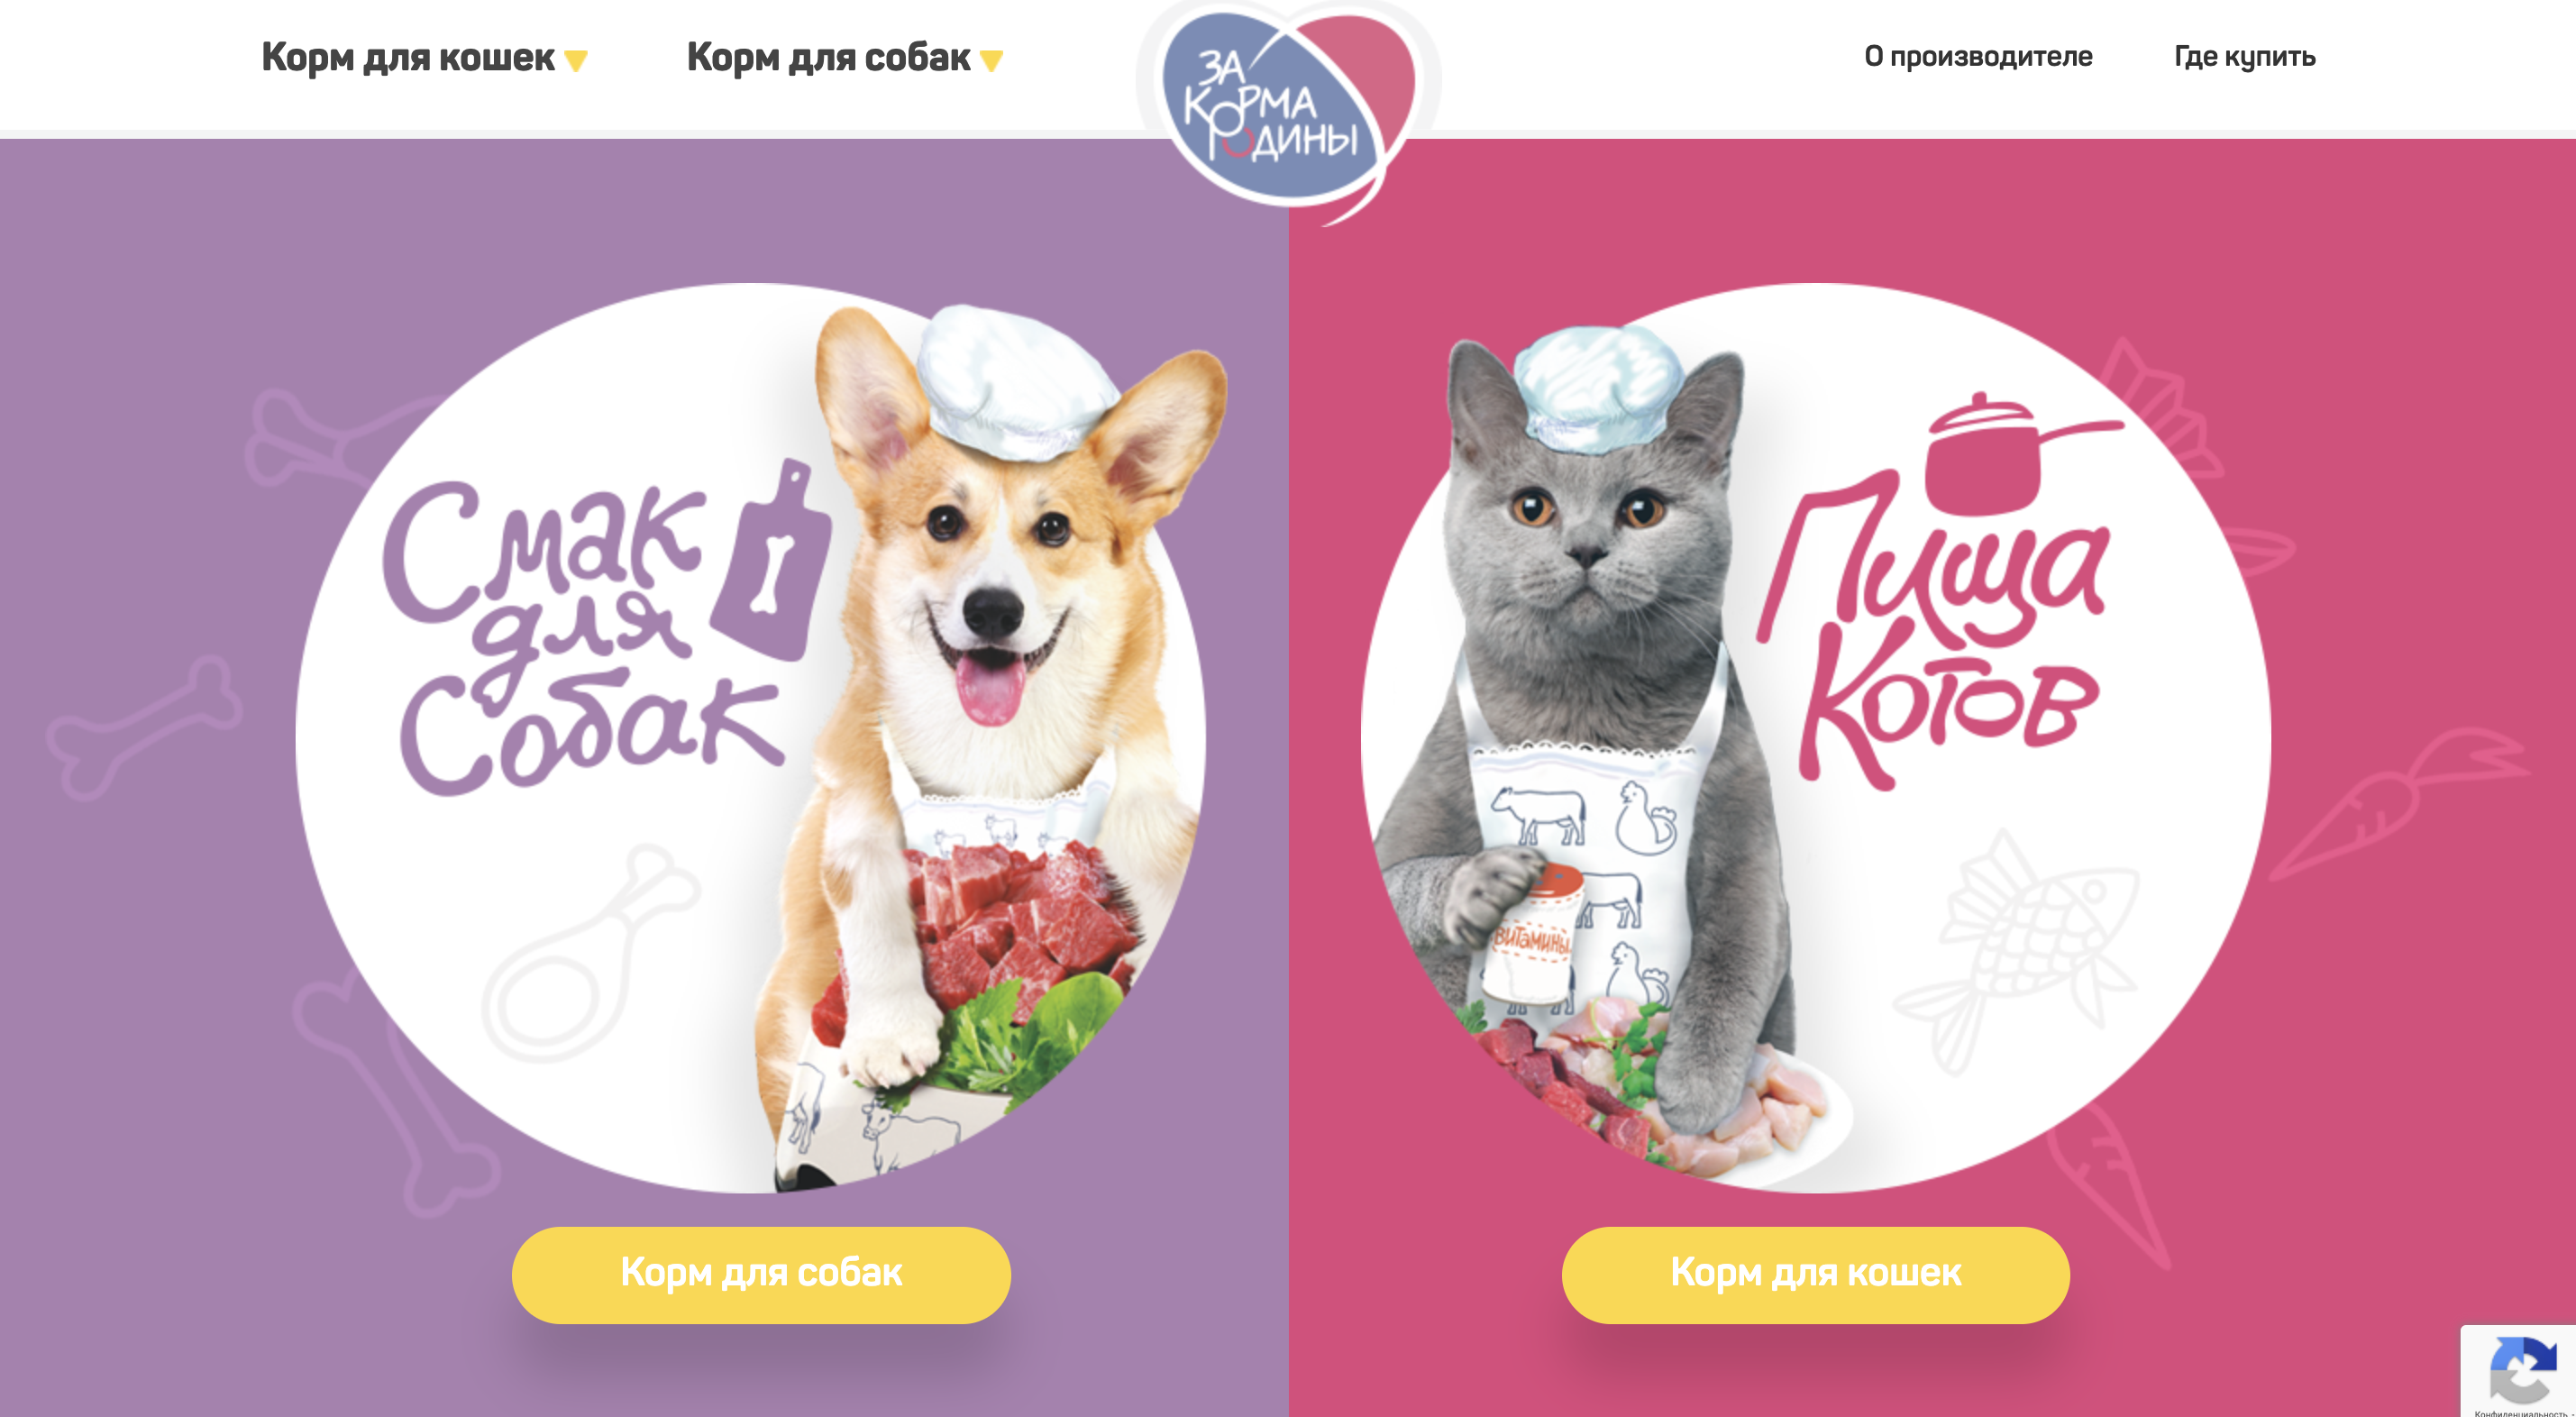 Корм для кошек
Корм для собак
ЗА
КОРМА
РОДИНЫ
О производителе
Где купить
Смак
для
Собак
Пища
Котов
витамины
Корм для собак
Корм для кошек
Конфиденциальность -